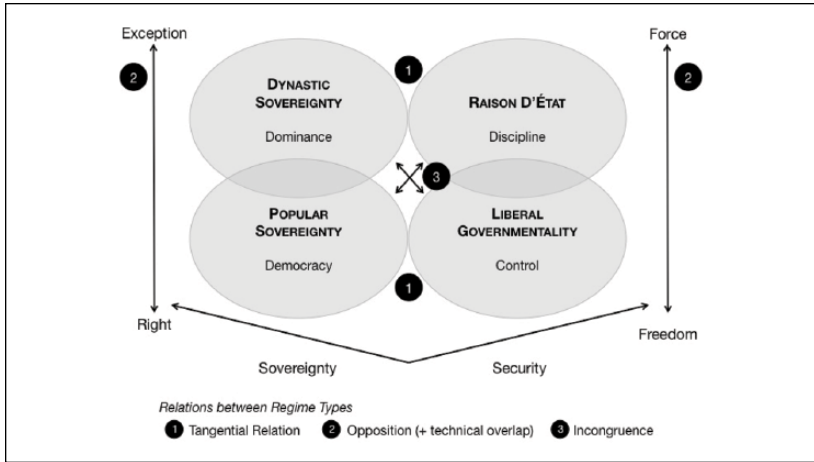 Exception
Force
1
2
DYNASTIC
SOVEREIGNTY
Dominance
RAISON D'ÉTAT
Discipline
2
3
POPULAR
SOVEREIGNTY
Democracy
LIBERAL
GOVERNMENTALITY
Control
1
Right
Freedom
Sovereignty
Security
Relations between Regime Types
1 Tangential Relation 2 Opposition (+ technical overlap) 3 Incongruence